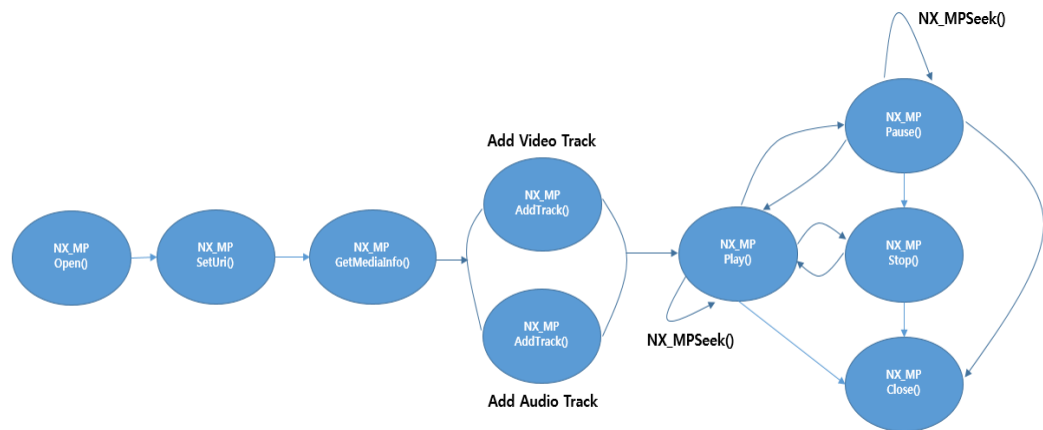 NX_MP
Open()
NX_MP
SetUri()
NX_MP
GetMediaInfo()
Add Video Track
NX_MP
AddTrack()
NX_MP
AddTrack()
Add Audio Track
NX_MP
Play()
NX_MPSeek()
NX_MPSeek()
NX_MP
Pause()
NX_MP
Stop()
NX_MP
Close()